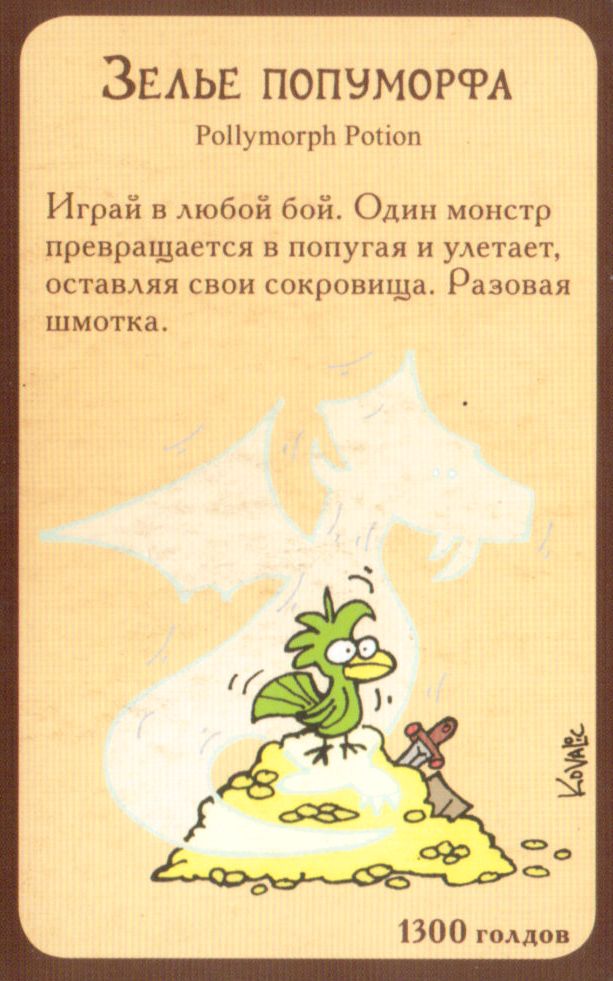 Зелье попуморфа
Pollymorph Potion
Играй в любой бой. Один монстр
превращается в попугая и улетает,
оставляя свои сокровища. Разовая
шмотка.
Kovalic
1300 голдов